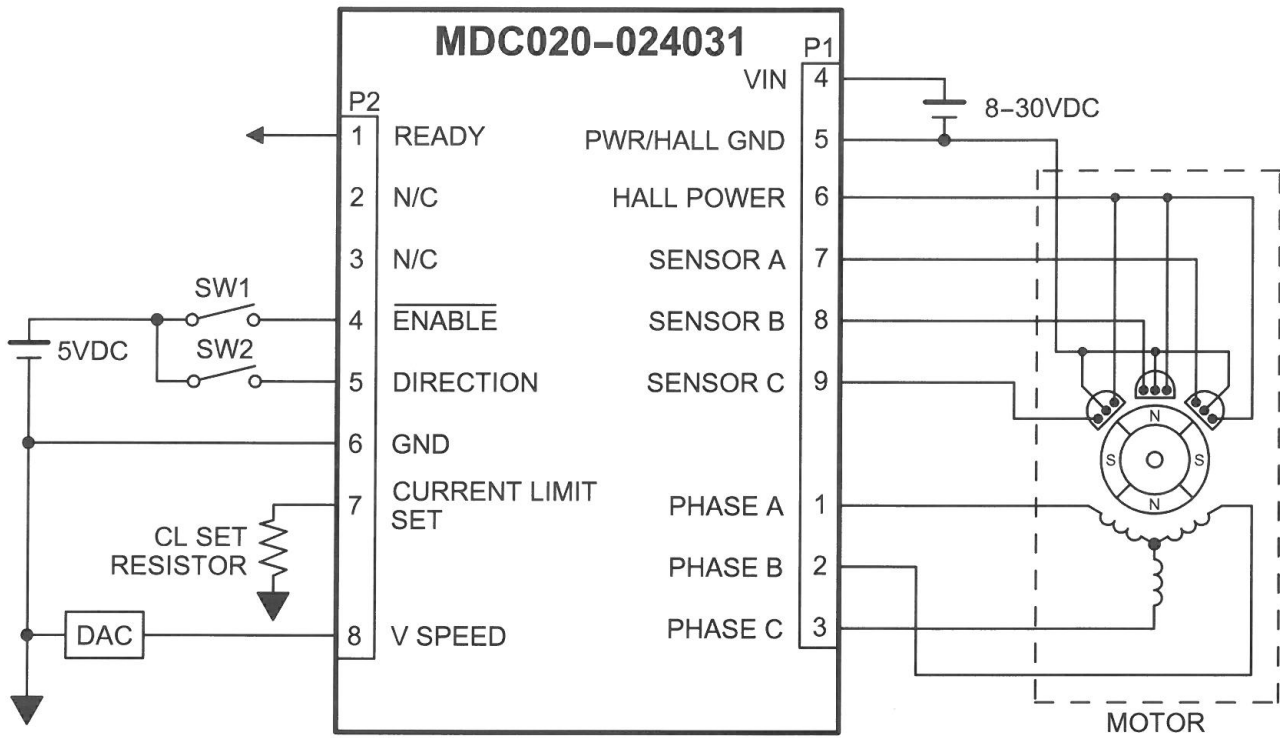 MDC020-024031
P1
VIN 4
8-30VDC
P2
1 READY
PWR/HALL GND 5
2 N/C
HALL POWER 6
3 N/C
SENSOR A 7
SW1
4 ENABLE
SENSOR B 8
5VDC
SW2
5 DIRECTION
SENSOR C 9
N
S
S
N
6 GND
7 CURRENT LIMIT
SET
PHASE A 1
CL SET
RESISTOR
PHASE B 2
DAC
8 V SPEED
PHASE C 3
MOTOR